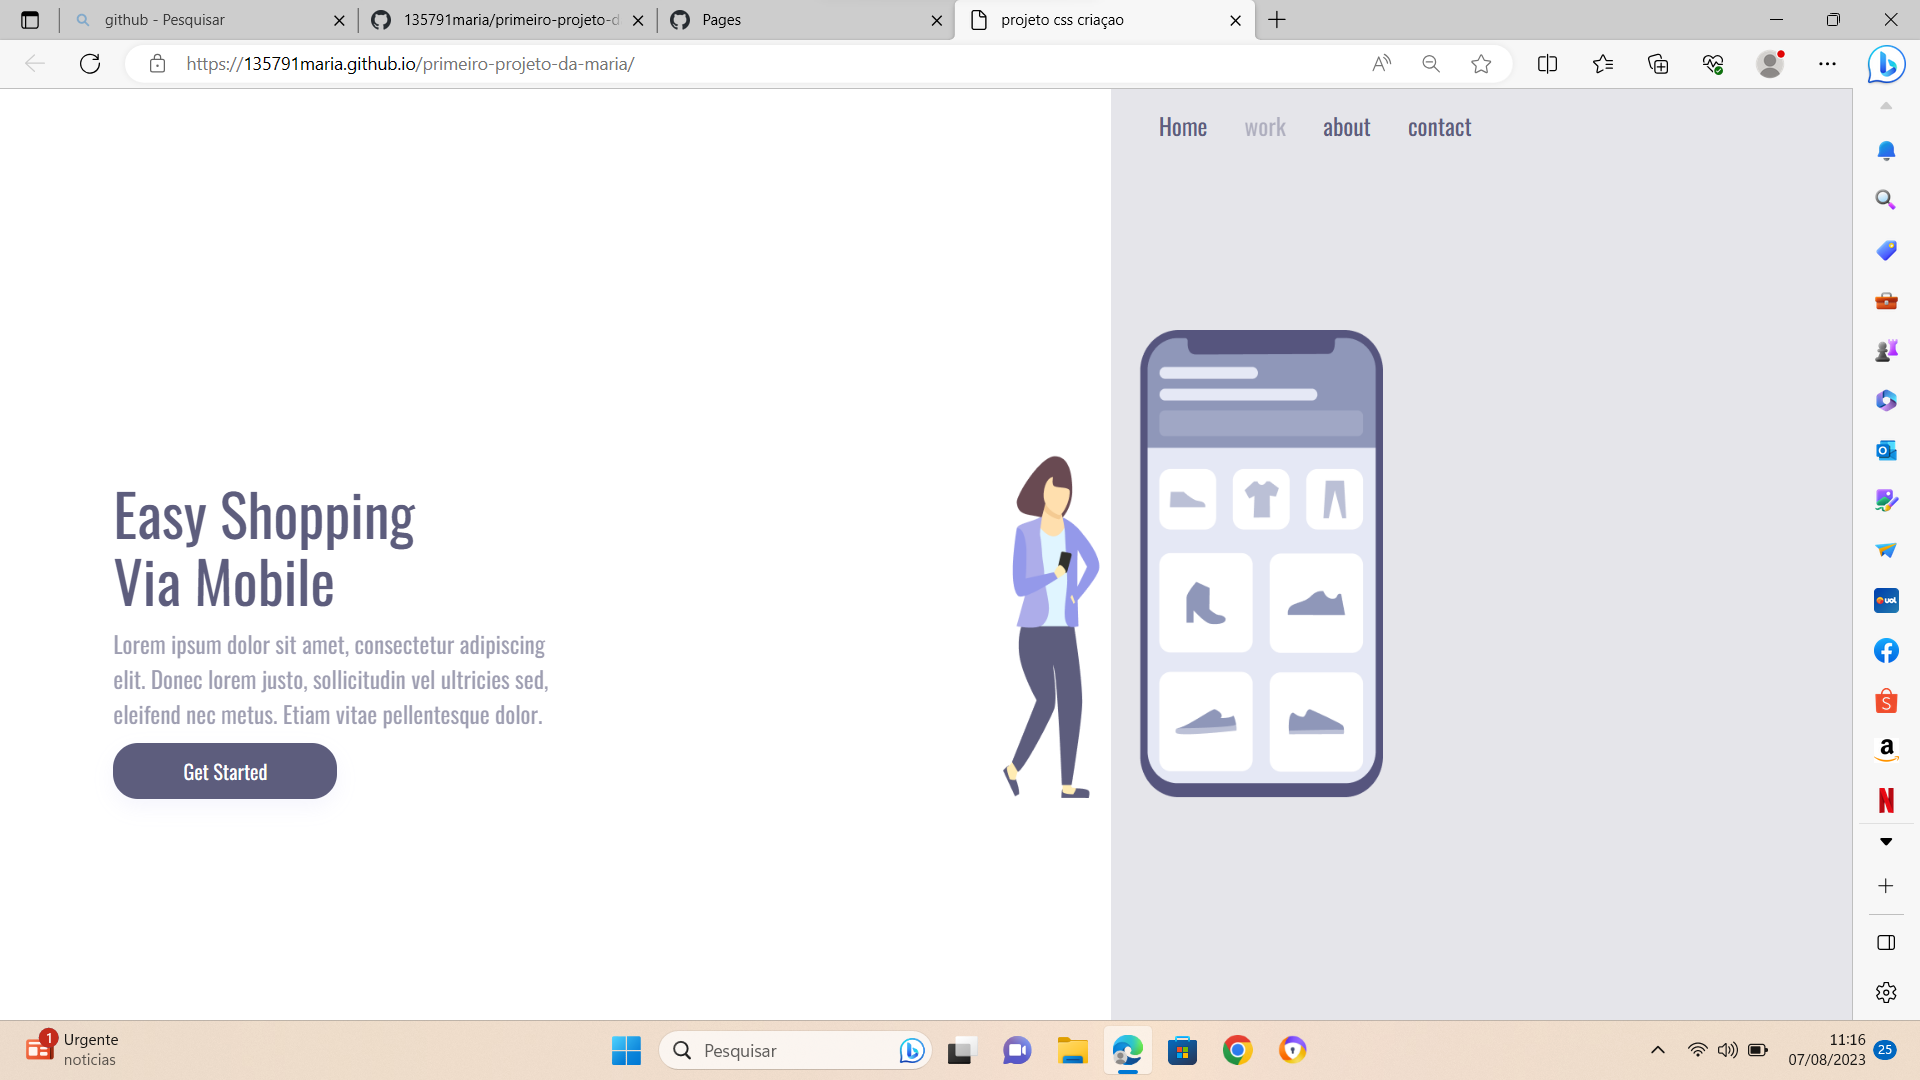 github - Pesquisar
135791maria/primeiro-projeto-d
Pages
projeto css criaçao
https://135791maria.github.io/primeiro-projeto-da-maria/
Home work about contact
Easy Shopping
Via Mobile
Lorem ipsum dolor sit amet, consectetur adipiscing
elit. Donec lorem justo, sollicitudin vel ultricies sed,
eleifend nec metus. Etiam vitae pellentesque dolor.
Get Started
uol
a
N
1
Urgente
noticias
Pesquisar
11:16
07/08/2023
25